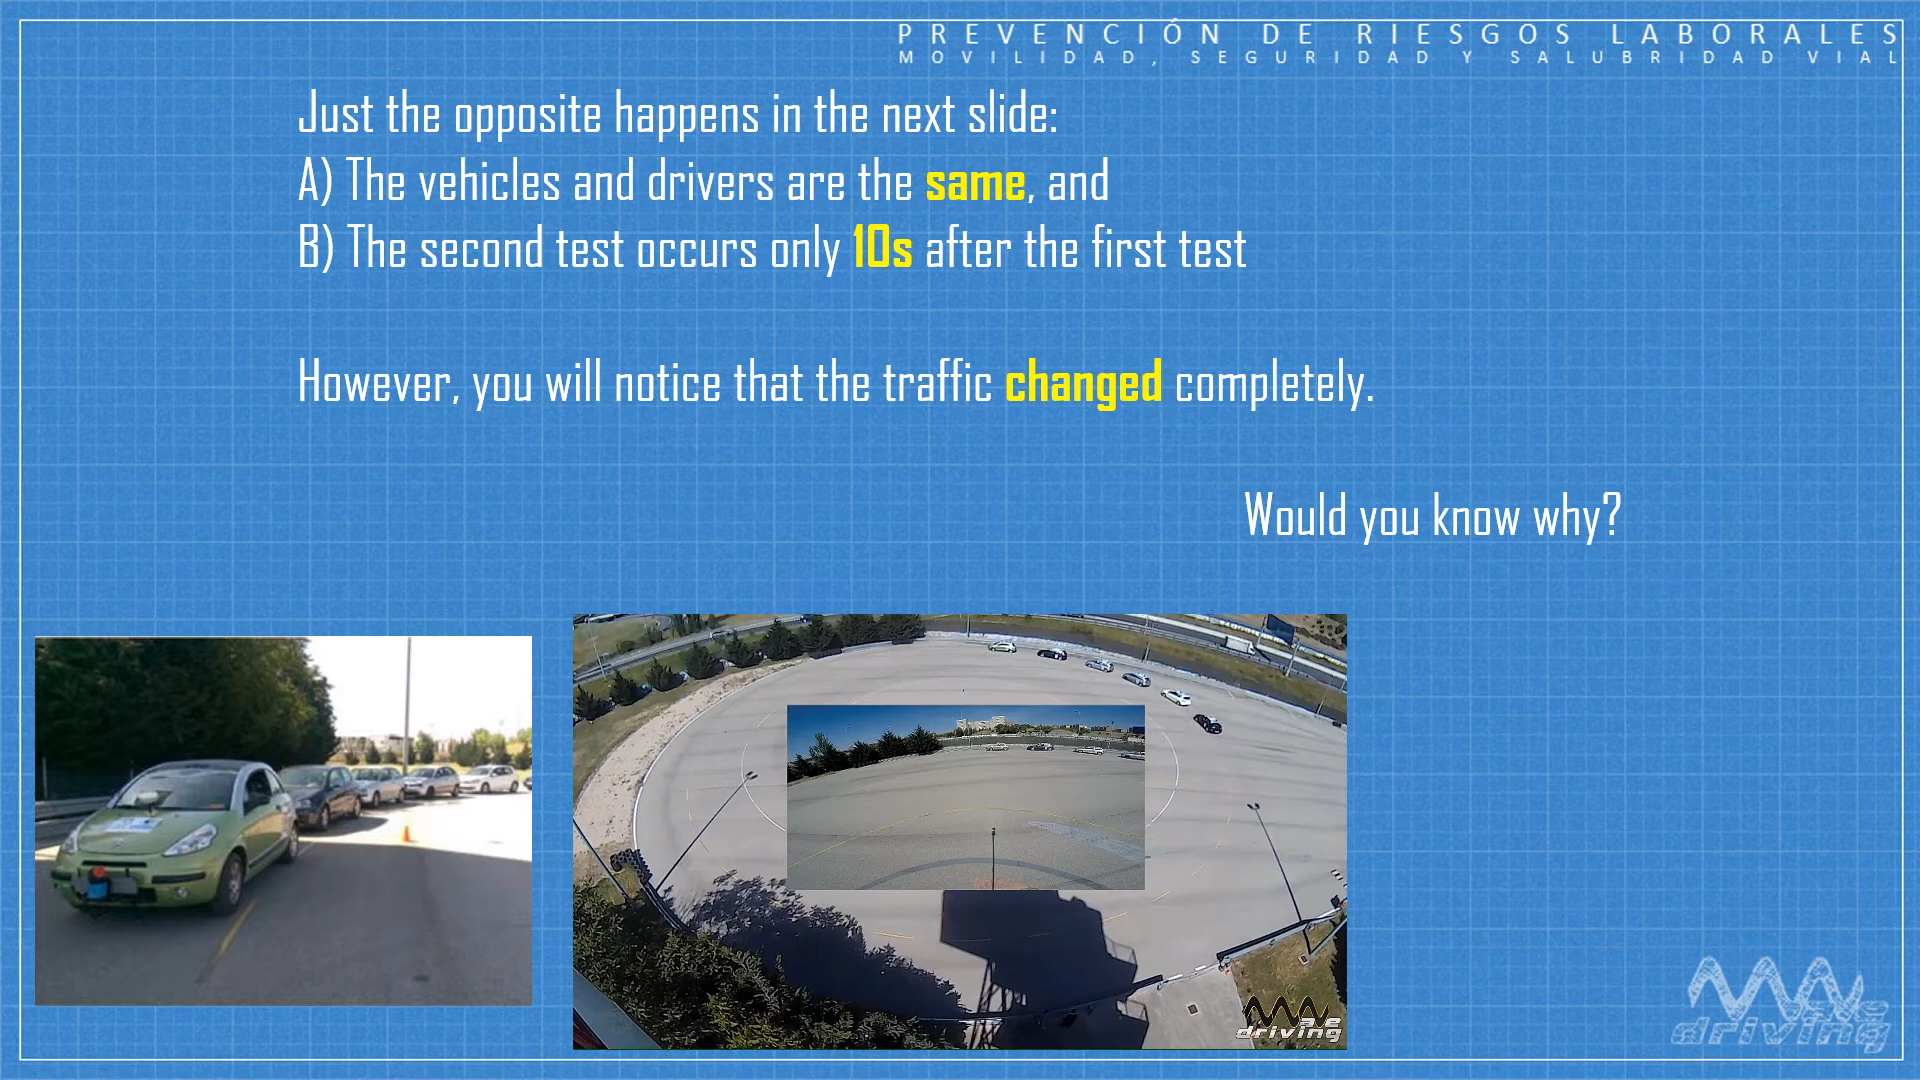 PREVENCIÓN DE RIESGOS LABORALES
MOVILIDAD, SEGURIDAD Y SALUBRIDAD VIAL
Just the opposite happens in the next slide:
A) The vehicles and drivers are the same, and
B) The second test occurs only 10s after the first test
However, you will notice that the traffic changed completely.
Would you know why?
driving
driving